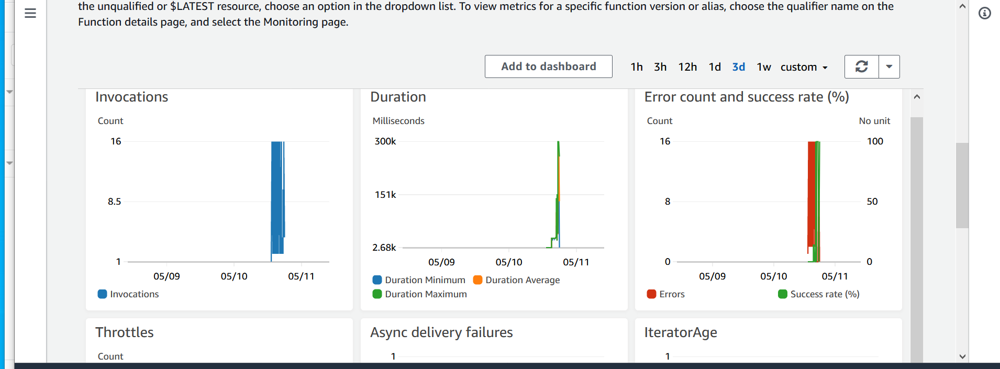 the unqualified or $LATEST resource, choose an option in the dropdown list. To view metrics for a specific function version or alias, choose the qualifier name on the
Function details page, and select the Monitoring page.
Add to dashboard
1h 3h 12h 1d 3d 1w custom
Invocations
Count
16
8.5
1
05/09 05/10 05/11
Invocations
Duration
Milliseconds
300k
151k
2.68k
05/09 05/10 05/11
Duration Minimum Duration Average
Duration Maximum
Error count and success rate (%)
Count No unit
16 100
8 50
0 0
05/09 05/10 05/11
Errors Success rate (%)
Throttles
Count
Async delivery failures
1
IteratorAge
1